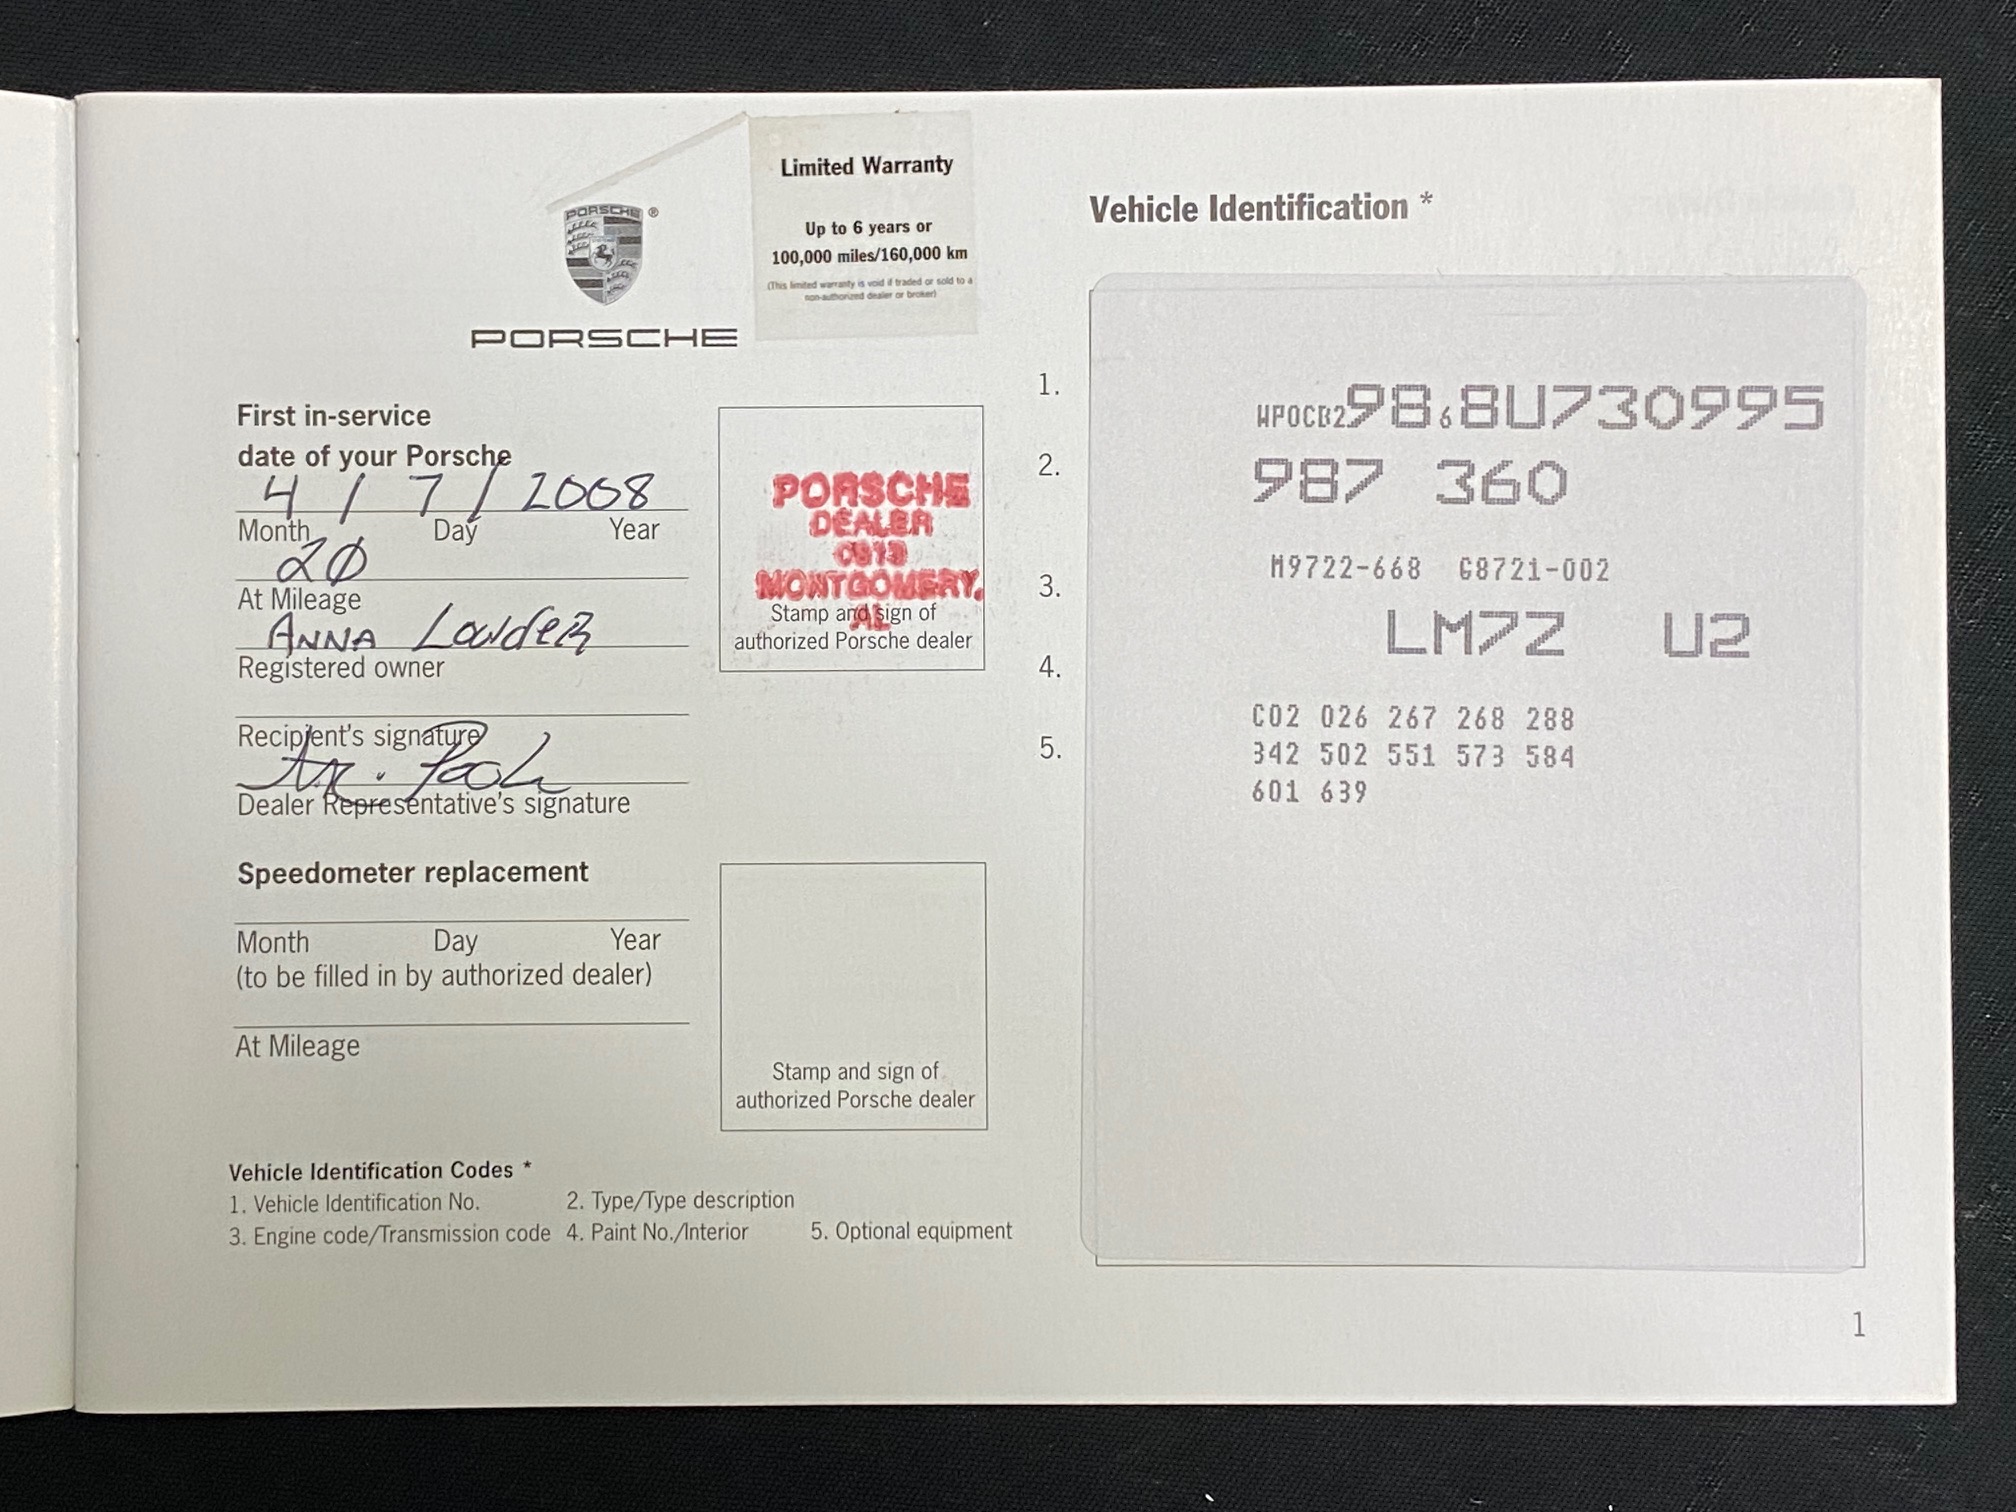 PORSCHE ®
PORSCHE
Limited Warranty
Up to 6 years or
100,000 miles/160,000 km
(This limited warranty is void if traded or sold to a
non-authorized dealer or broker)
First in-service
date of your Porsche
4 / 7 / 2008
Month Day Year
20
At Mileage
ANNA Lowder
Registered owner
Recipient's signature
Dealer Representative's signature
PORSCHE
DEALER
MONTGOMERY,
AL
Stamp and sign of
authorized Porsche dealer
Speedometer replacement
Month Day Year
(to be filled in by authorized dealer)
At Mileage
Stamp and sign of
authorized Porsche dealer
Vehicle Identification Codes *
1. Vehicle Identification No. 2. Type/Type description
3. Engine code/Transmission code 4. Paint No./Interior 5. Optional equipment
Vehicle Identification *
1.
2.
3.
4.
5.
WP0CB29868U730995
987 360
M9722-668 G8721-002
LM7Z U2
C02 026 267 268 288
342 502 551 573 584
601 639
1